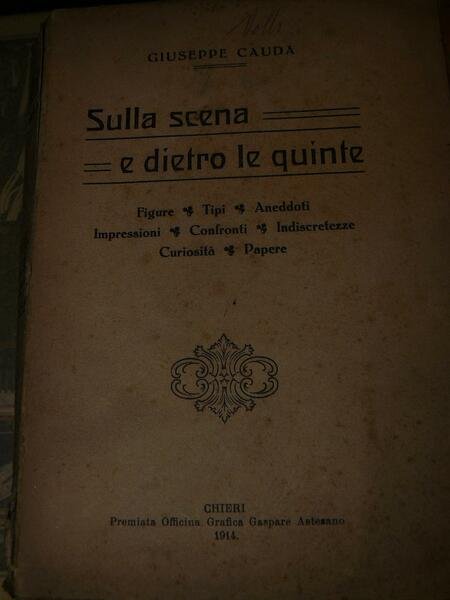 GIUSEPPE CAUDA
Sulla scena
e dietro le quinte
Figure ❧ Tipi ❧ Aneddoti
Impressioni ❧ Confronti ❧ Indiscretezze
Curiosità ❧ Papere
CHIERI
Premiata Officina Grafica Gaspare Astesano
1914.